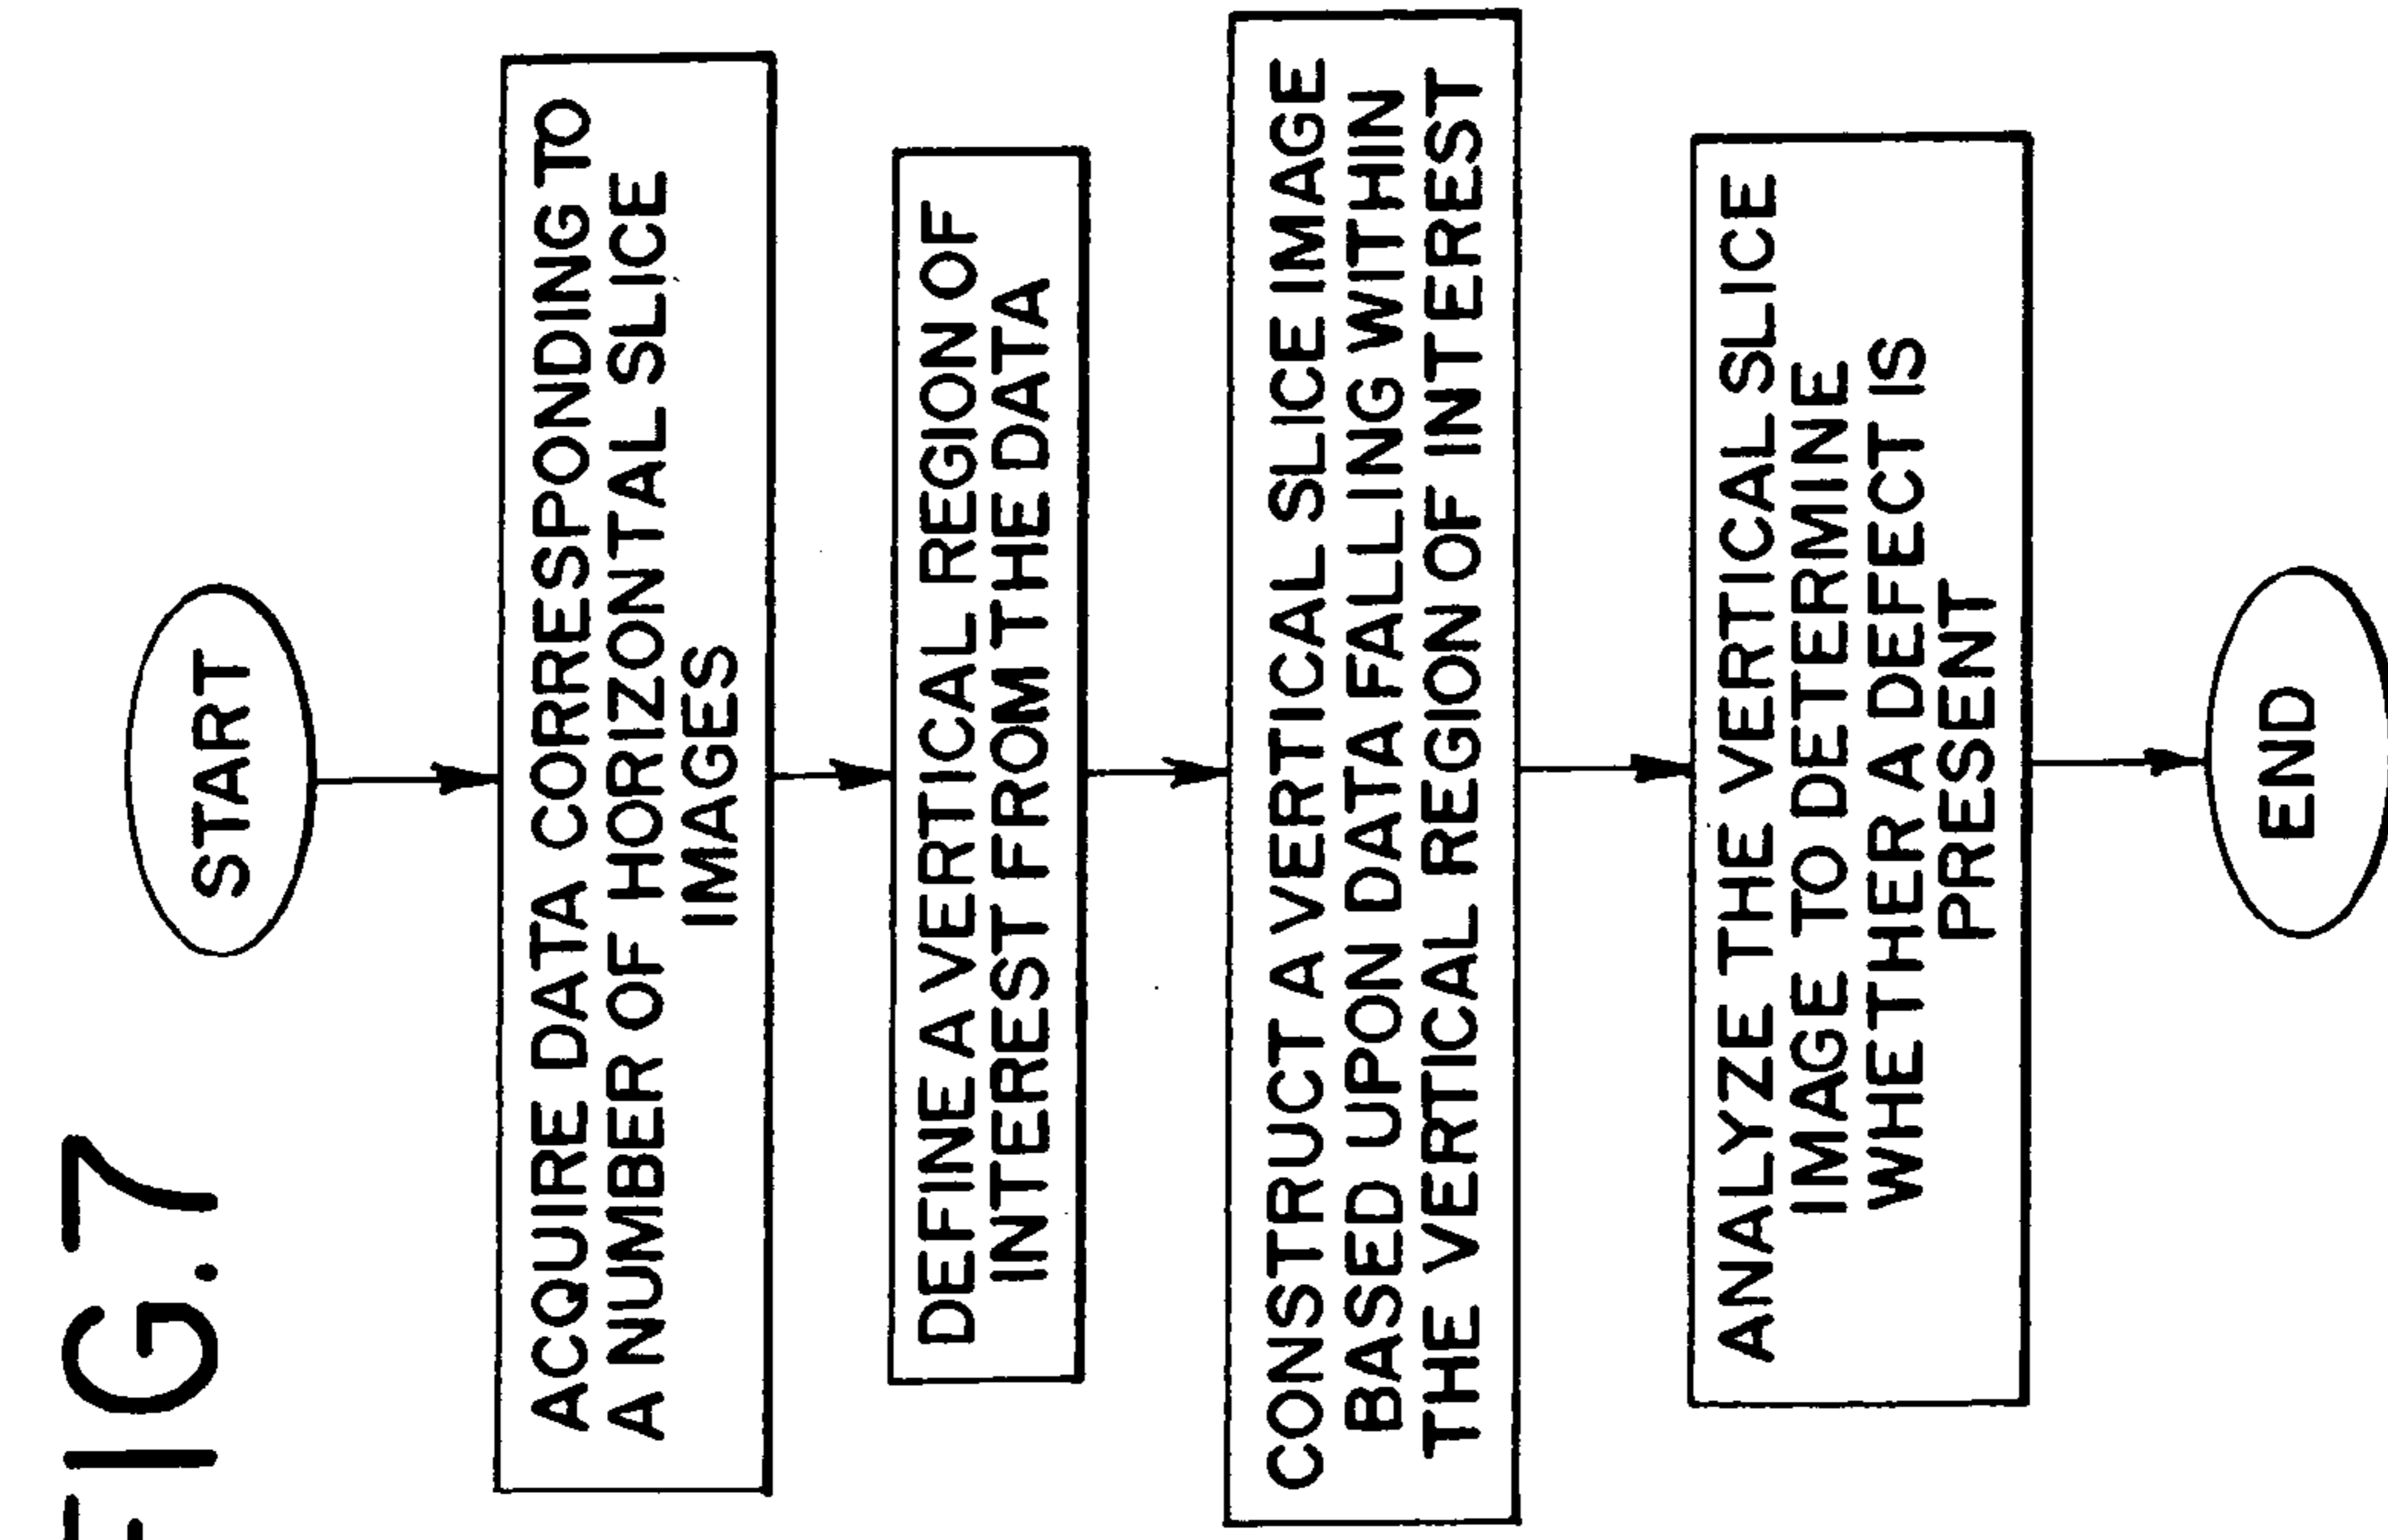 FIG.7
START
ACQUIRE DATA CORRESPONDING TO
A NUMBER OF HORIZONTAL SLICE
IMAGES
DEFINE A VERTICAL REGION OF
INTEREST FROM THE DATA
CONSTRUCT A VERTICAL SLICE IMAGE
BASED UPON DATA FALLING WITHIN
THE VERTICAL REGION OF INTEREST
ANALYZE THE VERTICAL SLICE
IMAGE TO DETERMINE
WHETHER A DEFECT IS
PRESENT
END